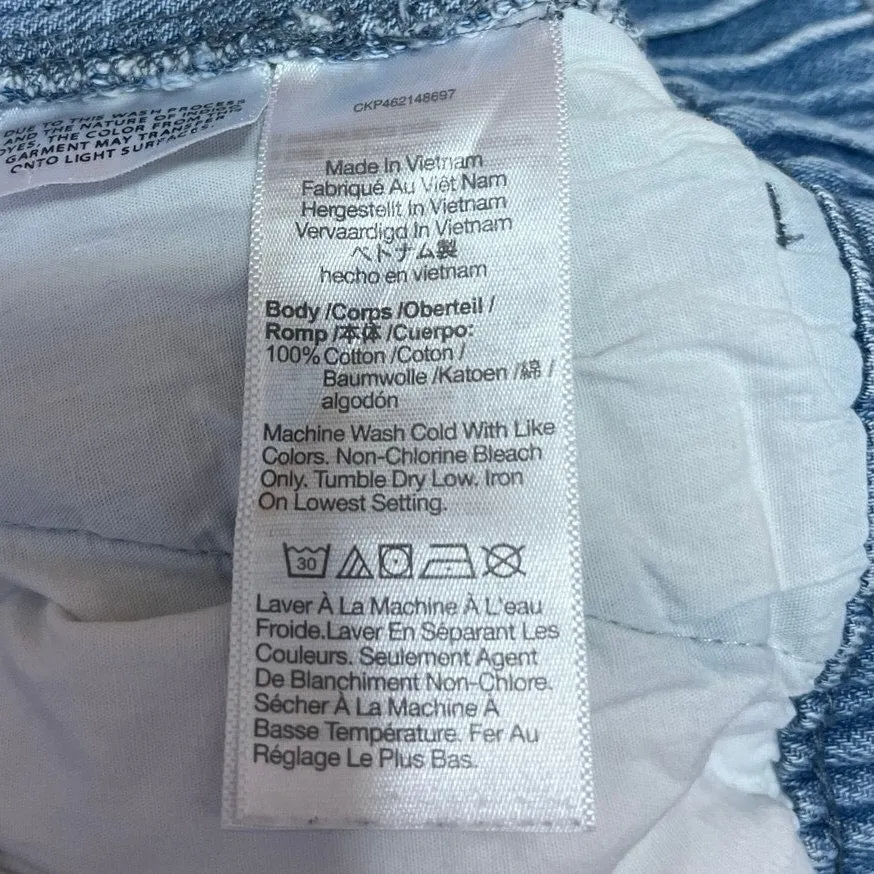 DUE TO THIS WASH PROCESS
AND THE NATURE OF INDIGO
DYES, THE COLOR FROM THIS
GARMENT MAY TRANSFER
ONTO LIGHT SURFACES.
CKP462148697
Made In Vietnam
Fabriqué Au Việt Nam
Hergestellt in Vietnam
Vervaardigd In Vietnam
ベトナム製
hecho en vietnam
Body /Corps /Oberteil /
Romp /本体 /Cuerpo:
100% Cotton /Coton /
Baumwolle /Katoen /綿 /
algodón
Machine Wash Cold With Like
Colors. Non-Chlorine Bleach
Only. Tumble Dry Low. Iron
On Lowest Setting.
30
Laver À La Machine À L'eau
Froide.Laver En Séparant Les
Couleurs. Seulement Agent
De Blanchiment Non-Chlore.
Sécher À La Machine À
Basse Température. Fer Au
Réglage Le Plus Bas.